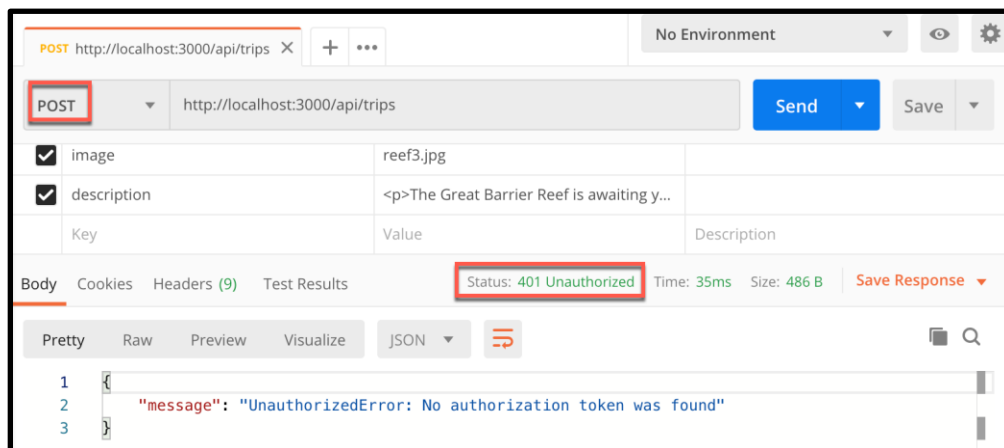 POST http://localhost:3000/api/trips
No Environment
POST http://localhost:3000/api/trips Send Save
image reef3.jpg
description <p>The Great Barrier Reef is awaiting y...
Key Value Description
Body Cookies Headers (9) Test Results Status: 401 Unauthorized Time: 35ms Size: 486 B Save Response
Pretty Raw Preview Visualize JSON
1 {
2 "message": "UnauthorizedError: No authorization token was found"
3 }